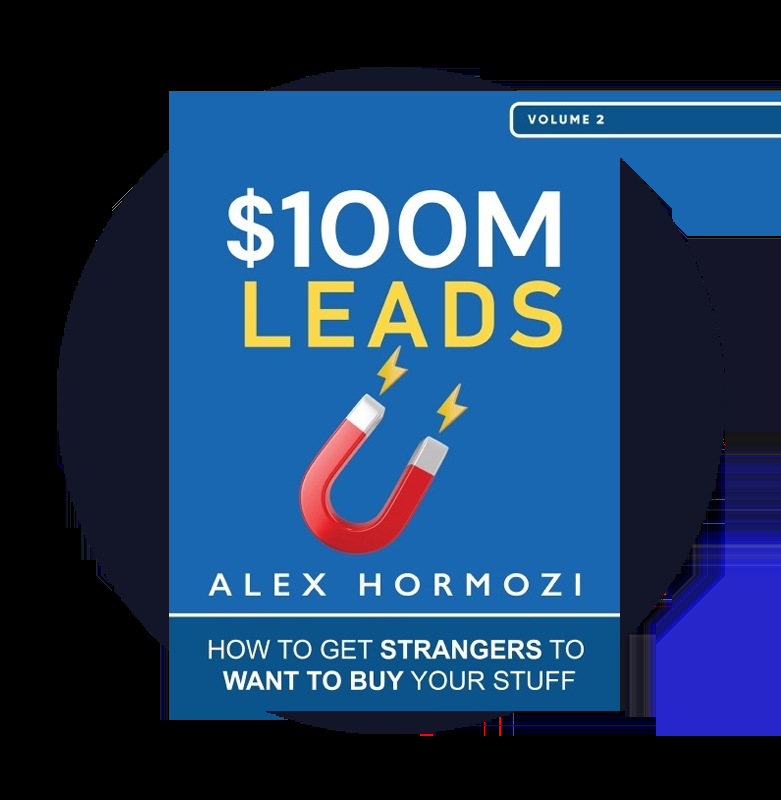 VOLUME 2
$100M
LEADS
ALEX HORMOZI
HOW TO GET STRANGERS TO
WANT TO BUY YOUR STUFF